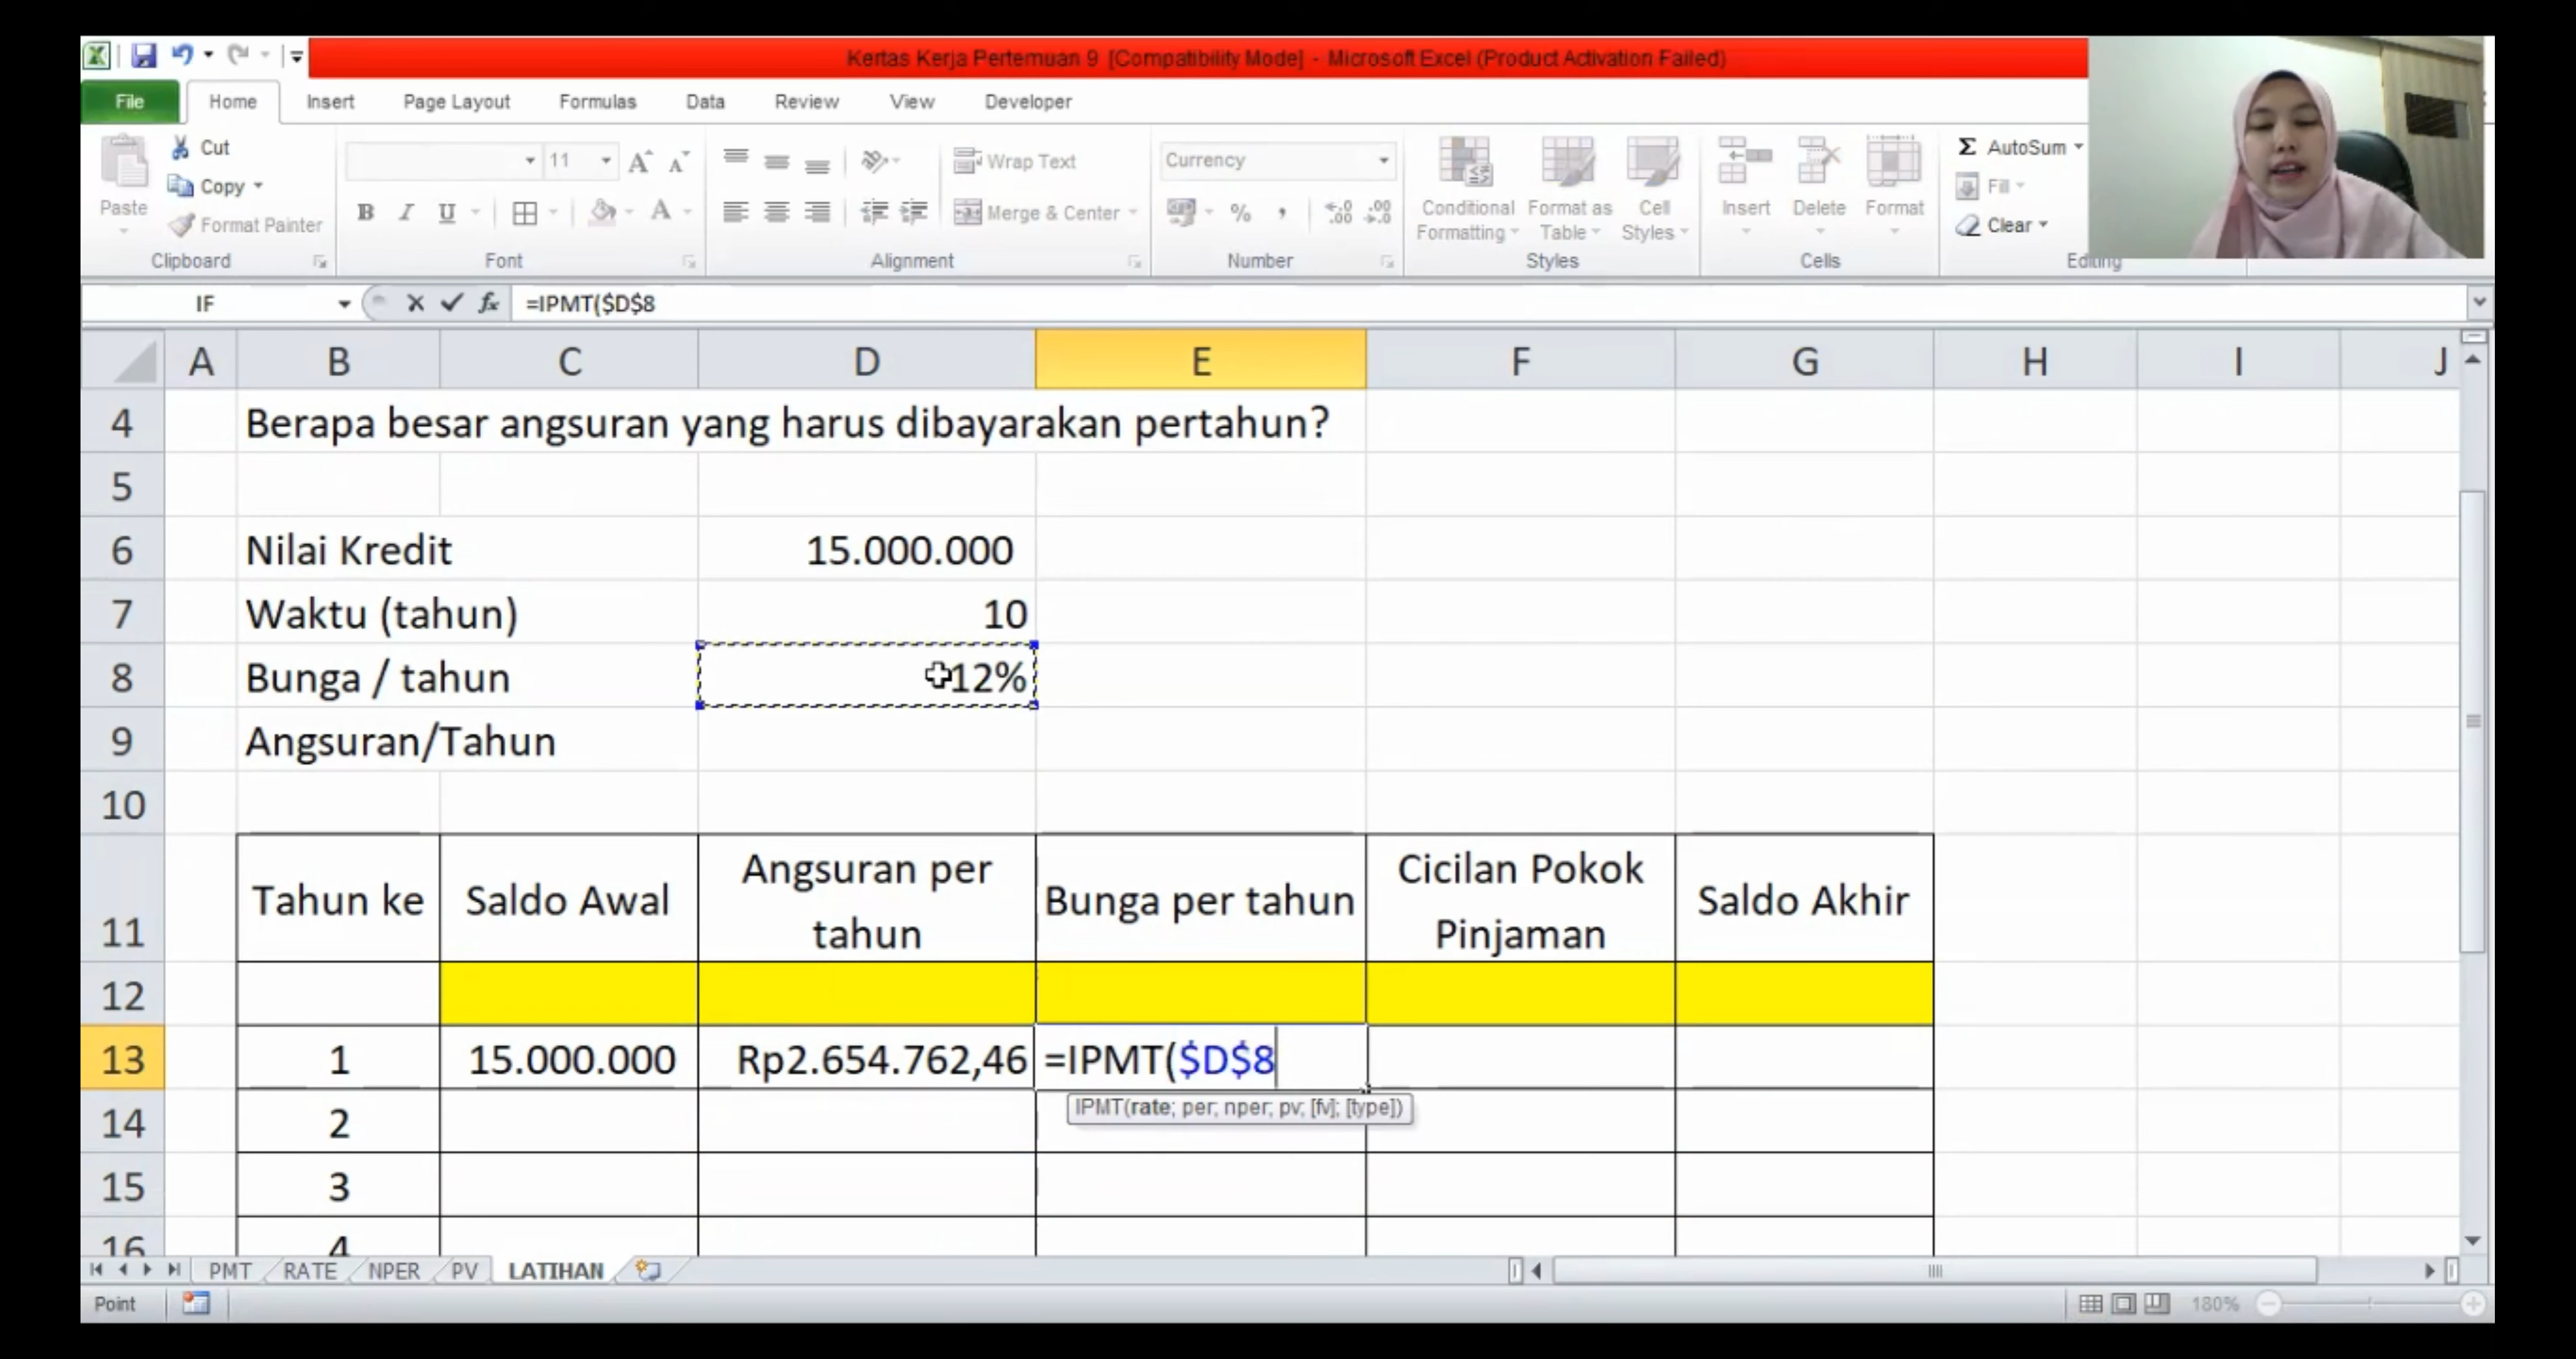 Kertas Kerja Pertemuan 9 [Compatibility Mode] - Microsoft Excel (Product Activation Failed)
File Home Insert Page Layout Formulas Data Review View Developer
Paste
Cut
Copy
Format Painter
Clipboard
11
B I U
Font
Wrap Text
Merge & Center
Alignment
Currency
% , .00
Number
Conditional Formatting
Format as Table
Cell Styles
Styles
Insert Delete Format
Cells
Σ AutoSum
Fill
Clear
Editing
IF fx =IPMT($D$8
A B C D E F G H I J
4 Berapa besar angsuran yang harus dibayarakan pertahun?
5
6 Nilai Kredit 15.000.000
7 Waktu (tahun) 10
8 Bunga / tahun 12%
9 Angsuran/Tahun
10
11 Tahun ke Saldo Awal Angsuran per tahun Bunga per tahun Cicilan Pokok Pinjaman Saldo Akhir
12
13 1 15.000.000 Rp2.654.762,46 =IPMT($D$8
IPMT(rate; per; nper; pv; [fv]; [type])
14 2
15 3
16 4
PMT RATE NPER PV LATIHAN
Point 180%